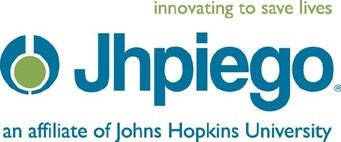 innovating to save lives
Jhpiego®
an affiliate of Johns Hopkins University